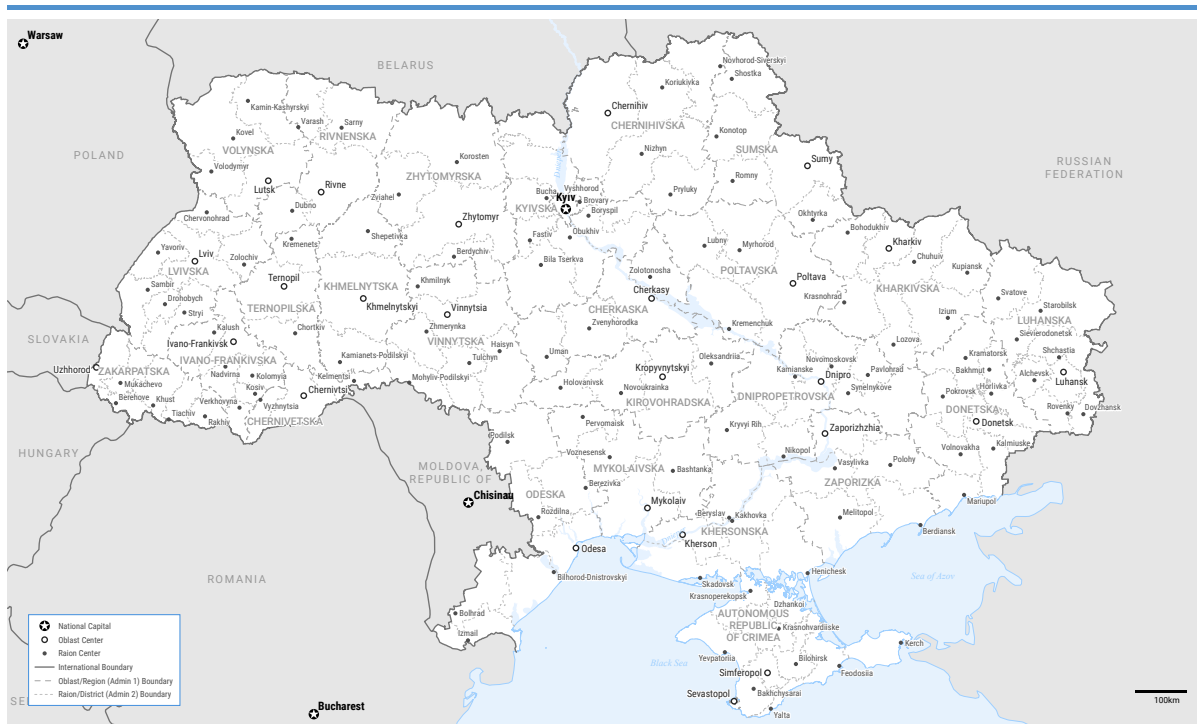 Warsaw
BELARUS
Novhorod-Siverskyi
Shostka
Koriukivka
Kamin-Kashyrskyi
Chernihiv
CHERNIHIVSKA
Varash
Sarny
RIVNENSKA
Kovel
VOLYNSKA
Konotop
SUMSKA
POLAND
Nizhyn
Korosten
Sumy
RUSSIAN
FEDERATION
Volodymyr
ZHYTOMYRSKA
Romny
Lutsk
Rivne
Zviahel
Bucha
Vyshhorod
Kyiv
Brovary
Pryluky
KYIVSKA
Boryspil
Dubno
Chervonohrad
Zhytomyr
Okhtyrka
Shepetivka
Fastiv
Obukhiv
Bohodukhiv
Kremenets
Yavoriv
Lviv
Zolochiv
Berdychiv
Bila Tserkva
Lubny
Myrhorod
Kharkiv
Chuhuiv
LVIVSKA
Sambir
Ternopil
KHMELNYTSKA
Khmilnyk
Zolotonosha
Cherkasy
POLTAVSKA
Poltava
Kupiansk
KHARKIVSKA
Drohobych
Stryi
TERNOPILSKA
Khmelnytskyi
Vinnytsia
CHERKASKA
Krasnohrad
Svatove
Starobilsk
Izium
LUHANSKA
Kalush
Chortkiv
Zhmerynka
VINNYTSKA
Zvenyhorodka
Kremenchuk
SLOVAKIA
Ivano-Frankivsk
Haisyn
Lozova
Sievierodonetsk
IVANO-FRANKIVSKA
Kamianets-Podilskyi
Tulchyn
Uman
Oleksandriia
Novomoskovsk
Kramatorsk
Shchastia
Uzhhorod
ZAKARPATSKA
Nadvirna
Kolomyia
Kelmentsi
Mohyliv-Podilskyi
Kropyvnytskyi
Kamianske
Dnipro
Pavlohrad
Bakhmut
Alchevsk
Luhansk
Mukachevo
Kosiv
Chernivtsi
Holovanivsk
Novoukrainka
Synelnykove
Pokrovsk
Horlivka
Berehove
Khust
Verkhovyna
Vyzhnytsia
KIROVOHRADSKA
DNIPROPETROVSKA
DONETSKA
Rovenky
Dovzhansk
Tiachiv
Rakhiv
CHERNIVETSKA
Pervomaisk
Kryvyi Rih
Zaporizhzhia
Donetsk
Podilsk
HUNGARY
Voznesensk
Nikopol
Volnovakha
Kalmiuske
MOLDOVA,
REPUBLIC OF
MYKOLAIVSKA
Bashtanka
Vasylivka
Polohy
Berezivka
ZAPORIZKA
Chisinau
ODESKA
Mykolaiv
Mariupol
Rozdilna
Beryslav
Kakhovka
Melitopol
KHERSONSKA
Berdiansk
Kherson
Odesa
ROMANIA
Bilhorod-Dnistrovskyi
Skadovsk
Henichesk
Sea of Azov
Krasnoperekopsk
Dzhankoi
Bolhrad
AUTONOMOUS
REPUBLIC
OF CRIMEA
Krasnohvardiiske
Izmail
Kerch
Yevpatoriia
Black Sea
Bilohirsk
Simferopol
Feodosiia
Sevastopol
Bakhchysarai
Yalta
Bucharest
National Capital
Oblast Center
Raion Center
International Boundary
Oblast/Region (Admin 1) Boundary
Raion/District (Admin 2) Boundary
100km